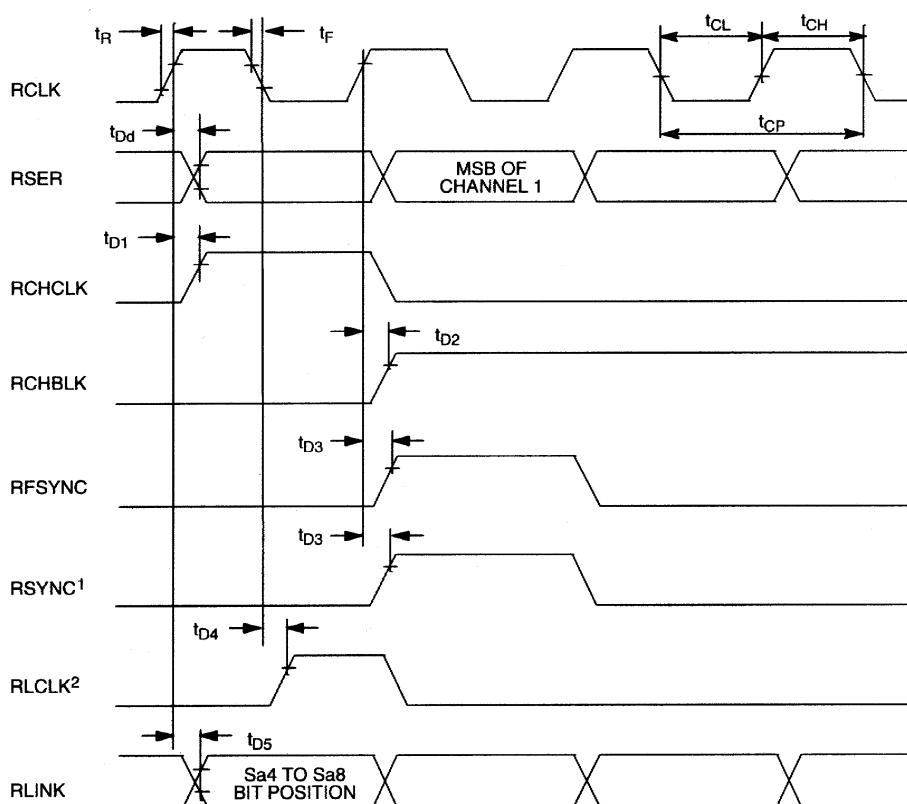 tR
tF
tCL
tCH
RCLK
tCP
tDd
RSER
MSB OF
CHANNEL 1
tD1
RCHCLK
tD2
RCHBLK
tD3
RFSYNC
tD3
RSYNC1
tD4
RLCLK2
tD5
RLINK
Sa4 TO Sa8
BIT POSITION